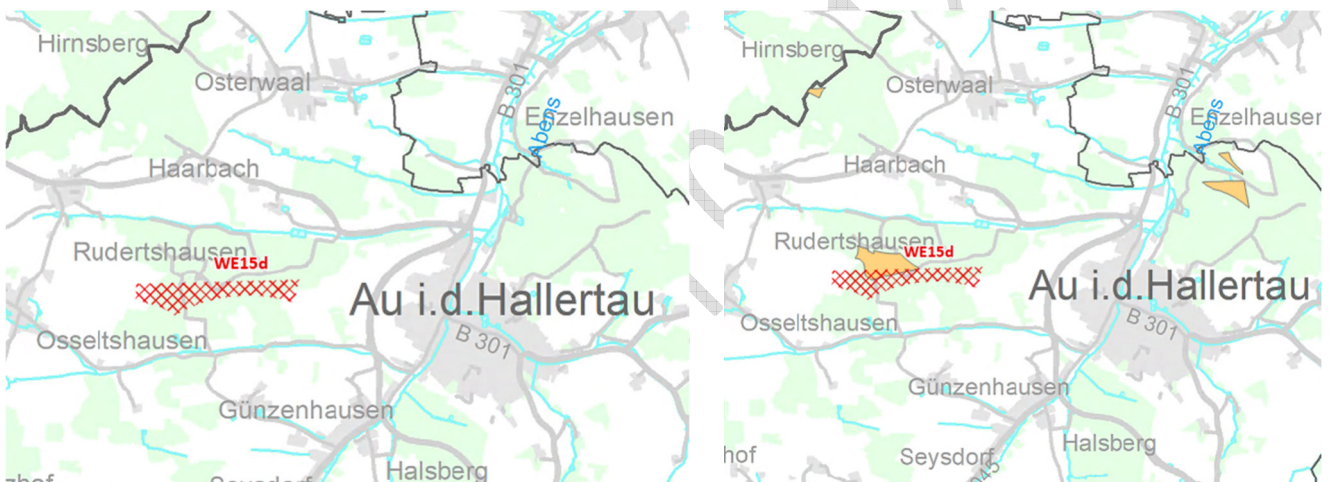 Hirnsberg
Osterwaal
B 301
Enzelhausen
Abens
Haarbach
Rudertshausen
WE15d
Au i.d.Hallertau
Osseltshausen
B 301
Günzenhausen
Halsberg
Hirnsberg
Osterwaal
B 301
Enzelhausen
Abens
Haarbach
Rudertshausen
WE15d
Au i.d.Hallertau
Osseltshausen
B 301
Günzenhausen
Halsberg
hof
Seysdorf